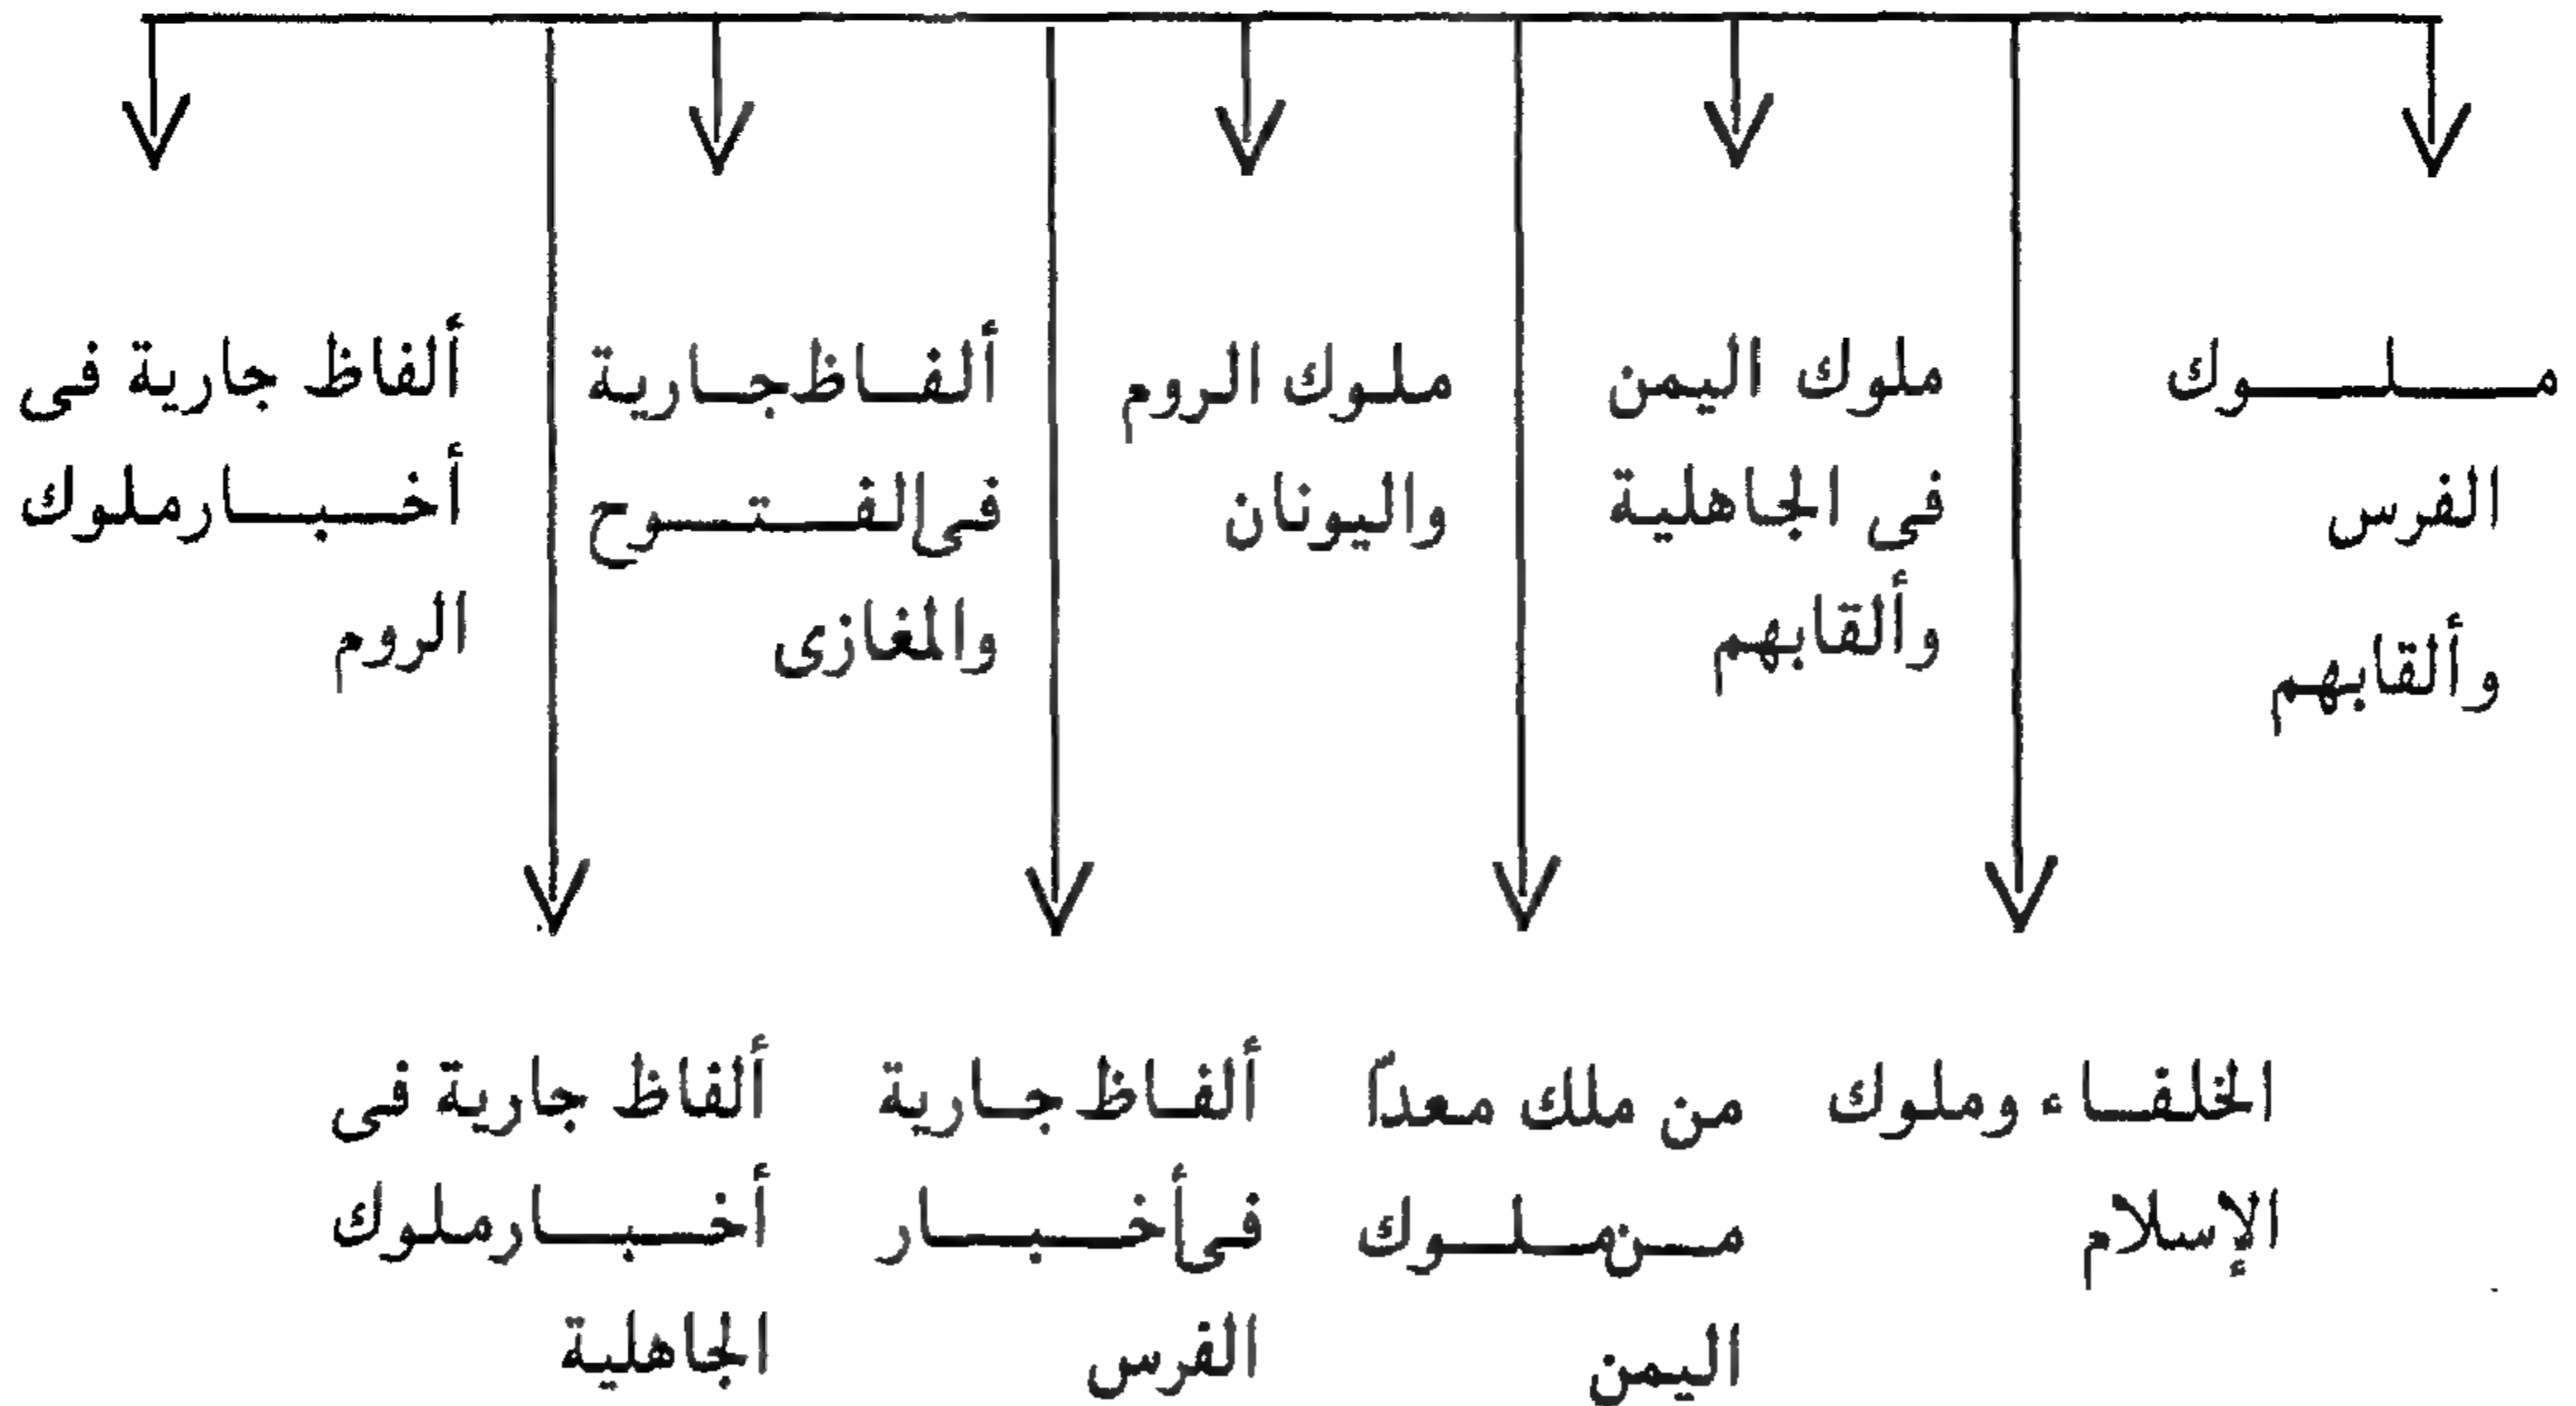 ملوك
الفرس
وألقابهم
الخلفاء وملوك
الإسلام
ملوك اليمن
فى الجاهلية
وألقابهم
من ملك معدّا
من ملوك
اليمن
ملوك الروم
واليونان
ألفاظ جارية
فى أخبار
الفرس
ألفاظ جارية
فى الفتوح
والمغازى
ألفاظ جارية فى
أخبار ملوك
الجاهلية
ألفاظ جارية فى
أخبار ملوك
الروم